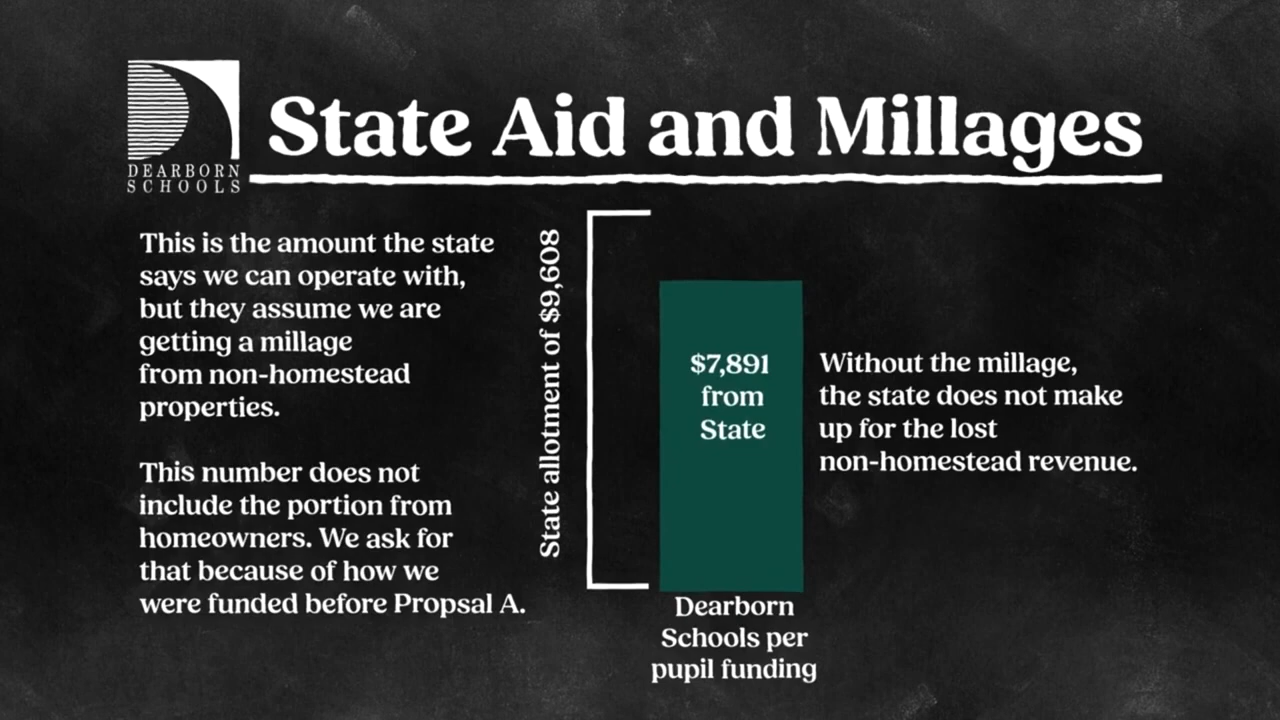 DEARBORN
SCHOOLS
State Aid and Millages
This is the amount the state
says we can operate with,
but they assume we are
getting a millage
from non-homestead
properties.
This number does not
include the portion from
homeowners. We ask for
that because of how we
were funded before Propsal A.
State allotment of $9,608
$7,891
from
State
Dearborn
Schools per
pupil funding
Without the millage,
the state does not make
up for the lost
non-homestead revenue.